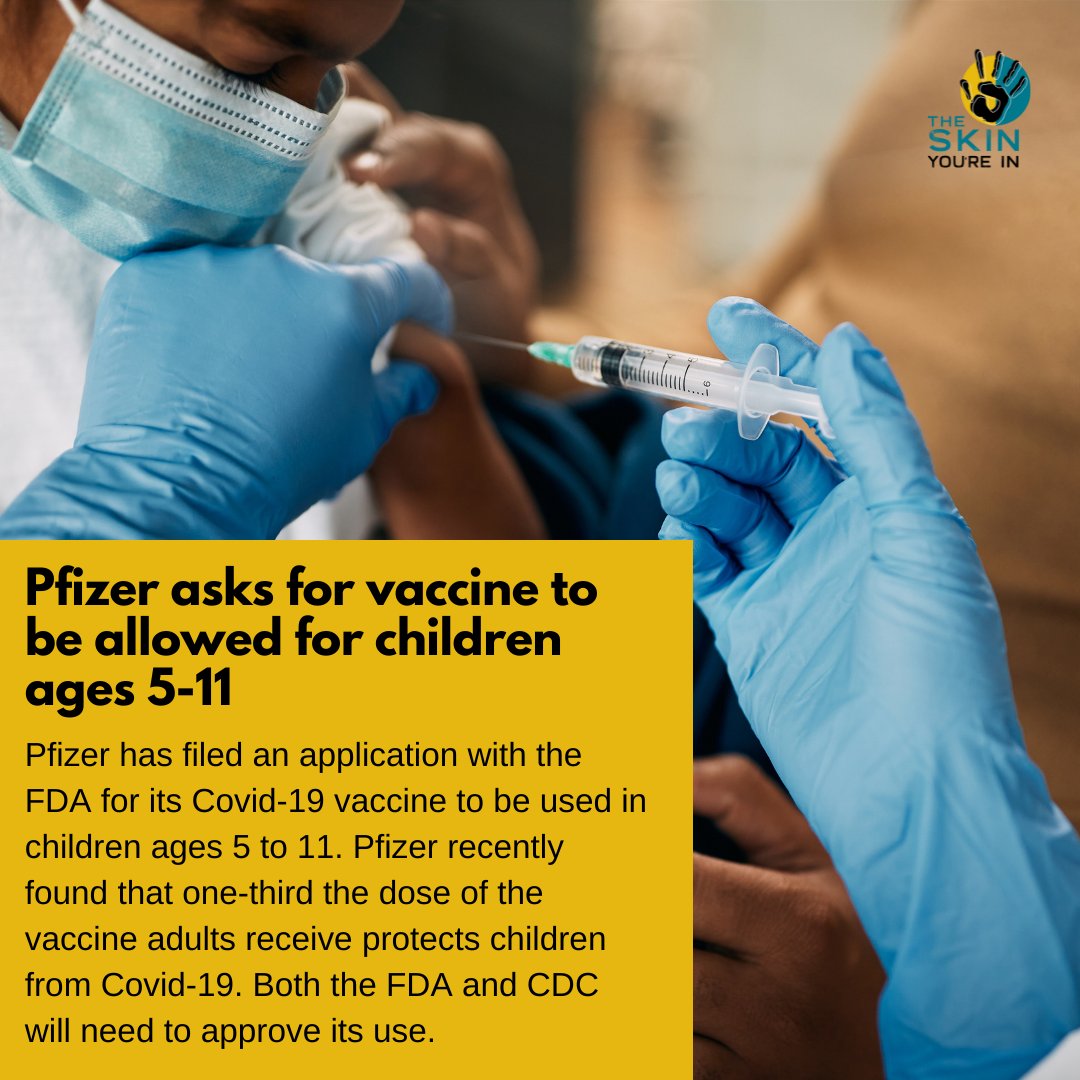 THE
SKIN
YOU'RE IN
Pfizer asks for vaccine to
be allowed for children
ages 5-11
Pfizer has filed an application with the
FDA for its Covid-19 vaccine to be used in
children ages 5 to 11. Pfizer recently
found that one-third the dose of the
vaccine adults receive protects children
from Covid-19. Both the FDA and CDC
will need to approve its use.